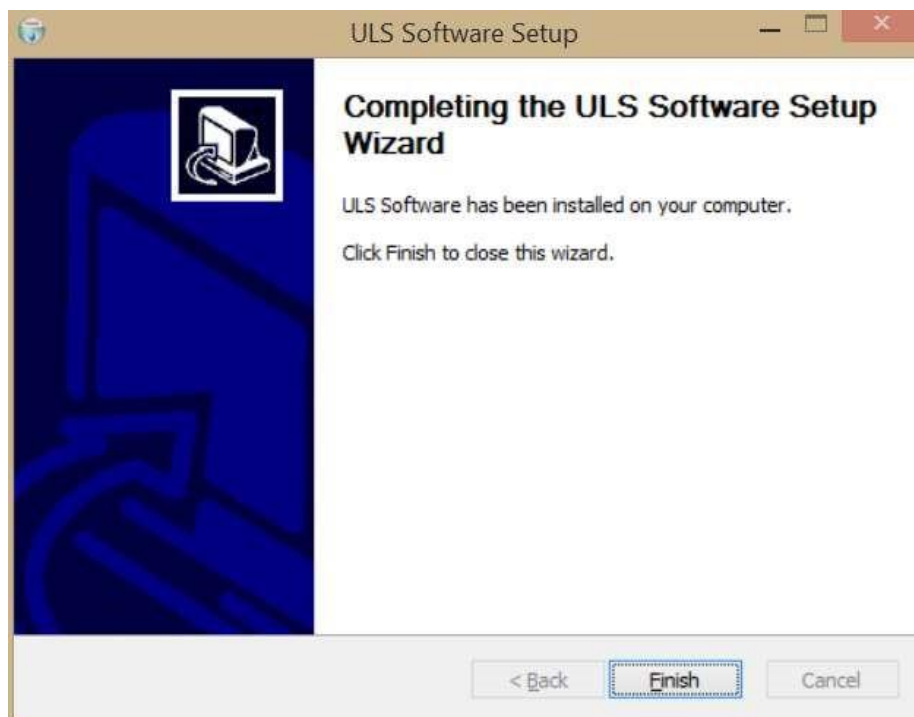 ULS Software Setup
Completing the ULS Software Setup
Wizard
ULS Software has been installed on your computer.
Click Finish to close this wizard.
< Back
Finish
Cancel